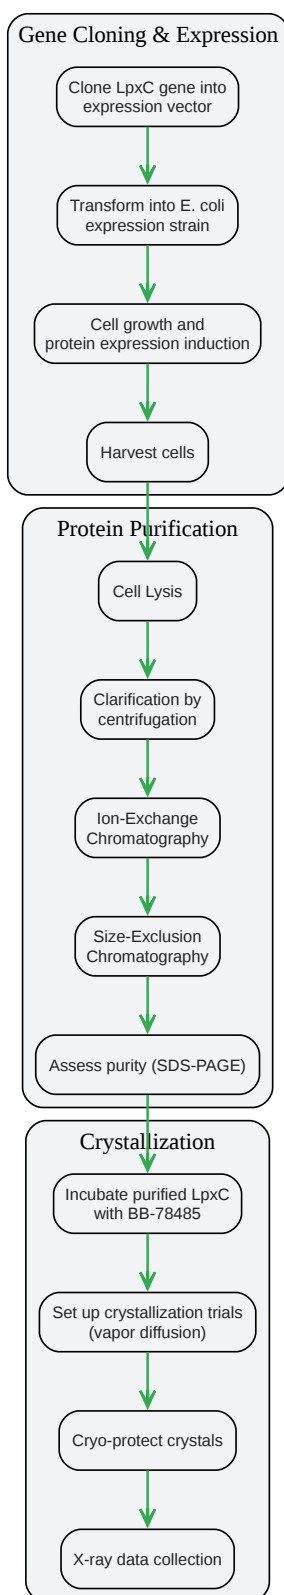 Gene Cloning & Expression
Clone LpxC gene into
expression vector
Transform into E. coli
expression strain
Cell growth and
protein expression induction
Harvest cells
Protein Purification
Cell Lysis
Clarification by
centrifugation
Ion-Exchange
Chromatography
Size-Exclusion
Chromatography
Assess purity (SDS-PAGE)
Crystallization
Incubate purified LpxC
with BB-78485
Set up crystallization trials
(vapor diffusion)
Cryo-protect crystals
X-ray data collection